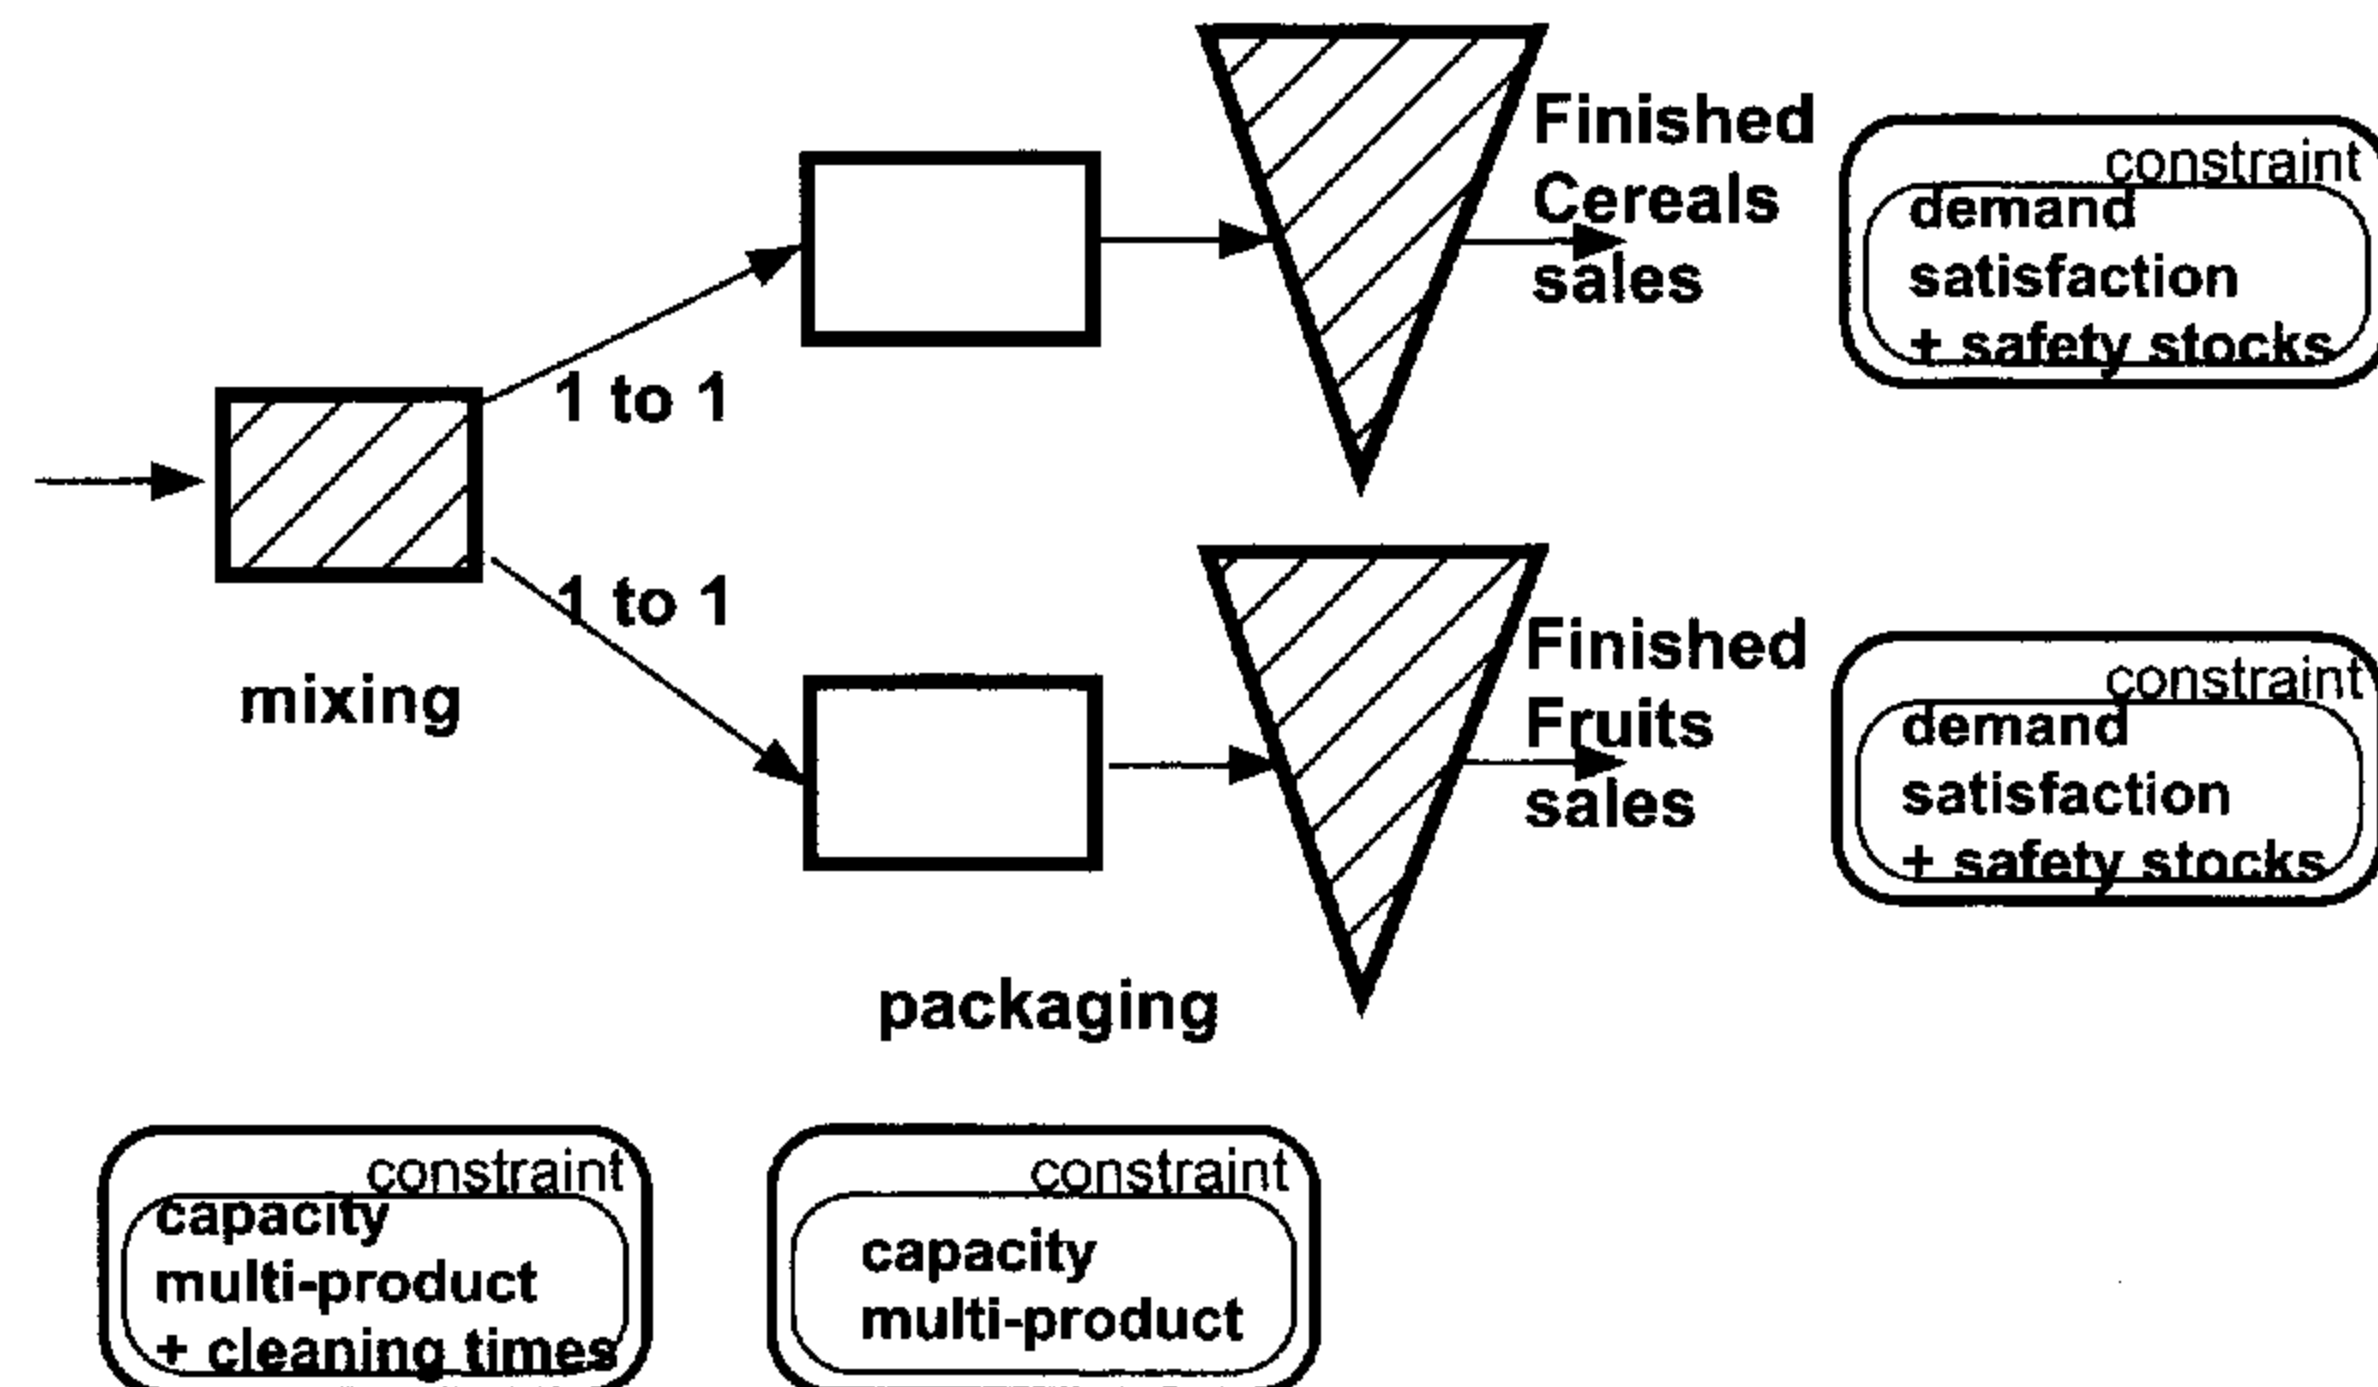 Finished
Cereals
sales
constraint
demand
satisfaction
+ safety stocks
1 to 1
1 to 1
mixing
Finished
Fruits
sales
constraint
demand
satisfaction
+ safety stocks
packaging
constraint
capacity
multi-product
+ cleaning times
constraint
capacity
multi-product